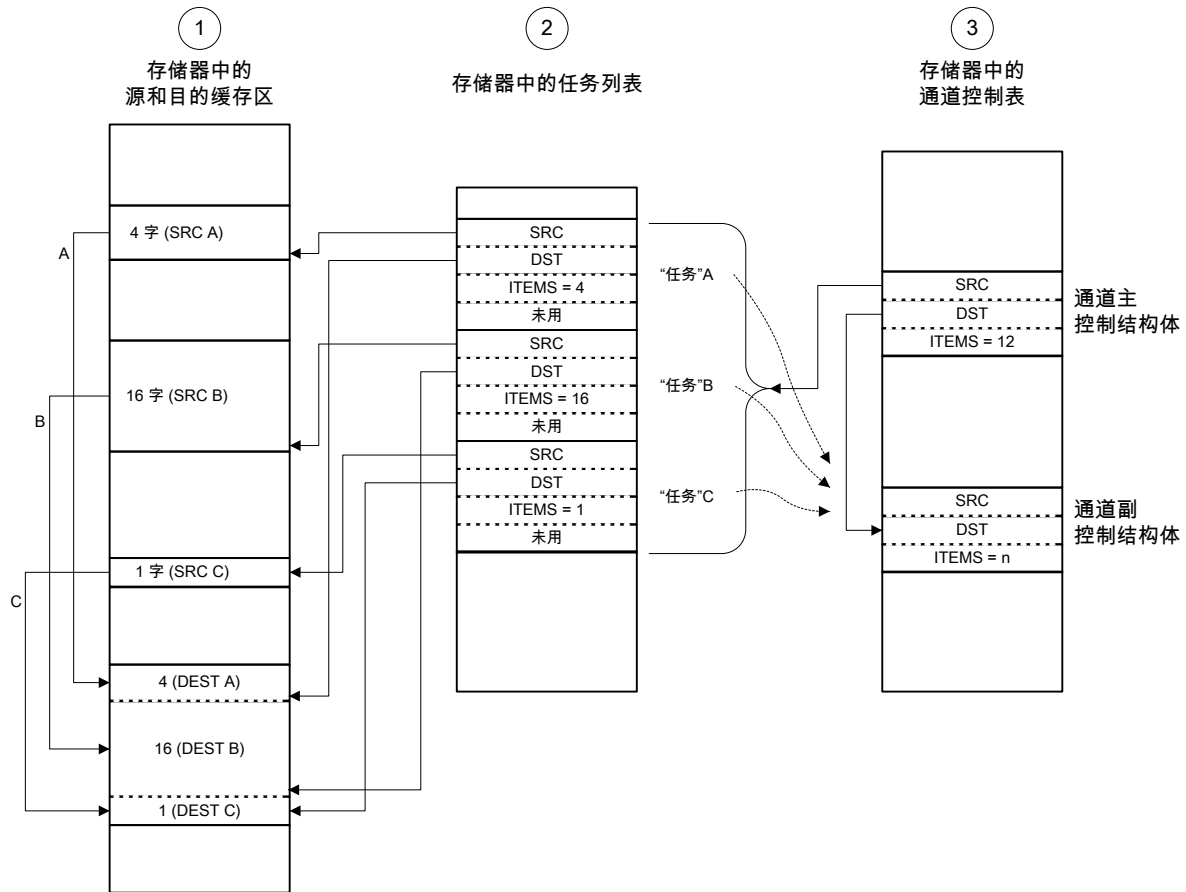 1
存储器中的
源和目的缓存区
4 字 (SRC A)
16 字 (SRC B)
1 字 (SRC C)
4 (DEST A)
16 (DEST B)
1 (DEST C)
A
B
C
2
存储器中的任务列表
SRC
DST
ITEMS = 4
未用
SRC
DST
ITEMS = 16
未用
SRC
DST
ITEMS = 1
未用
“任务”A
“任务”B
“任务”C
3
存储器中的
通道控制表
SRC
DST
ITEMS = 12
通道主
控制结构体
SRC
DST
ITEMS = n
通道副
控制结构体